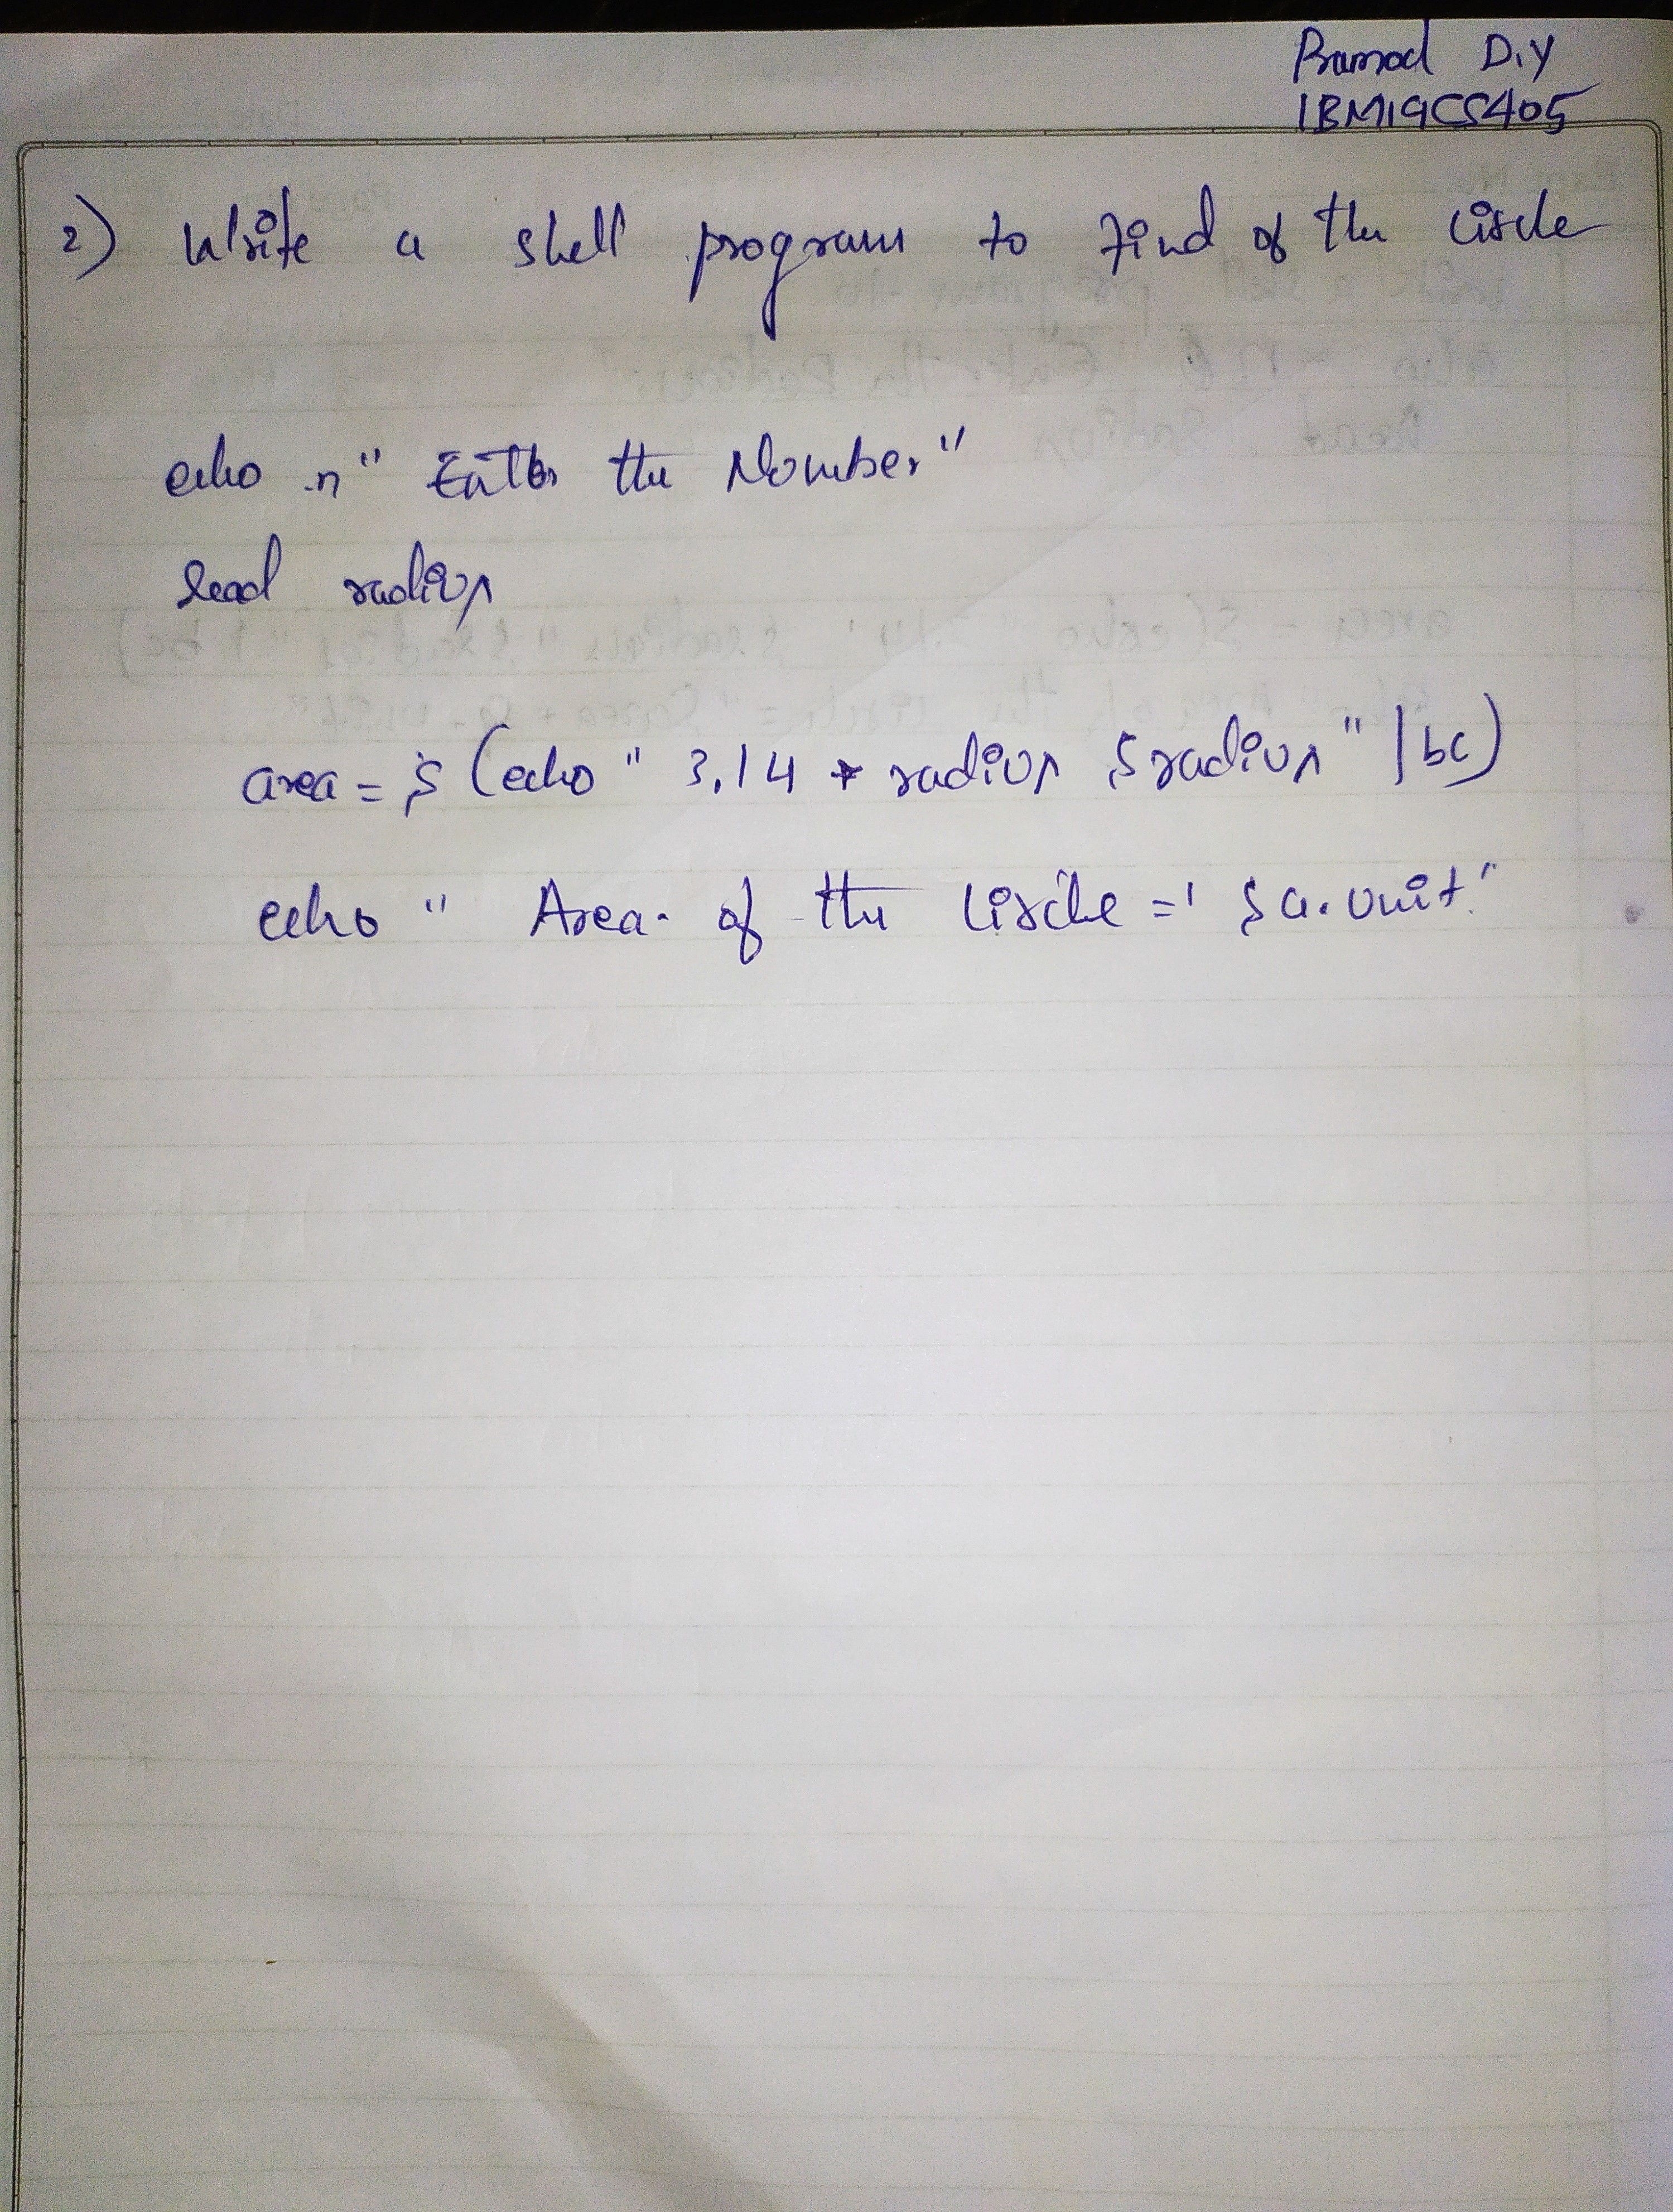 Pramod D.Y
1BM19CS405
2) Write a shell program to find of the circle
echo -n " Enter the Number"
read radius
area = $ (echo " 3.14 * radius $radius " | bc)
echo " Area. of the circle =' $ a. unit"